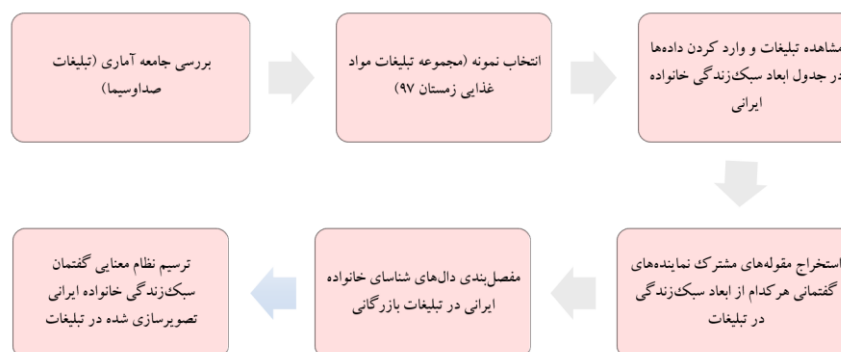 بررسی جامعه آماری (تبلیغات
صداوسیما)
انتخاب نمونه (مجموعه تبلیغات مواد
غذایی زمستان ۹۷)
مشاهده تبلیغات و وارد کردن داده‌ها
در جدول ابعاد سبک‌زندگی خانواده
ایرانی
استخراج مقوله‌های مشترک نماینده‌های
گفتمانی هرکدام از ابعاد سبک‌زندگی
در تبلیغات
مفصل‌بندی دال‌های شناسای خانواده
ایرانی در تبلیغات بازرگانی
ترسیم نظام معنایی گفتمان
سبک‌زندگی خانواده ایرانی
تصویرسازی شده در تبلیغات